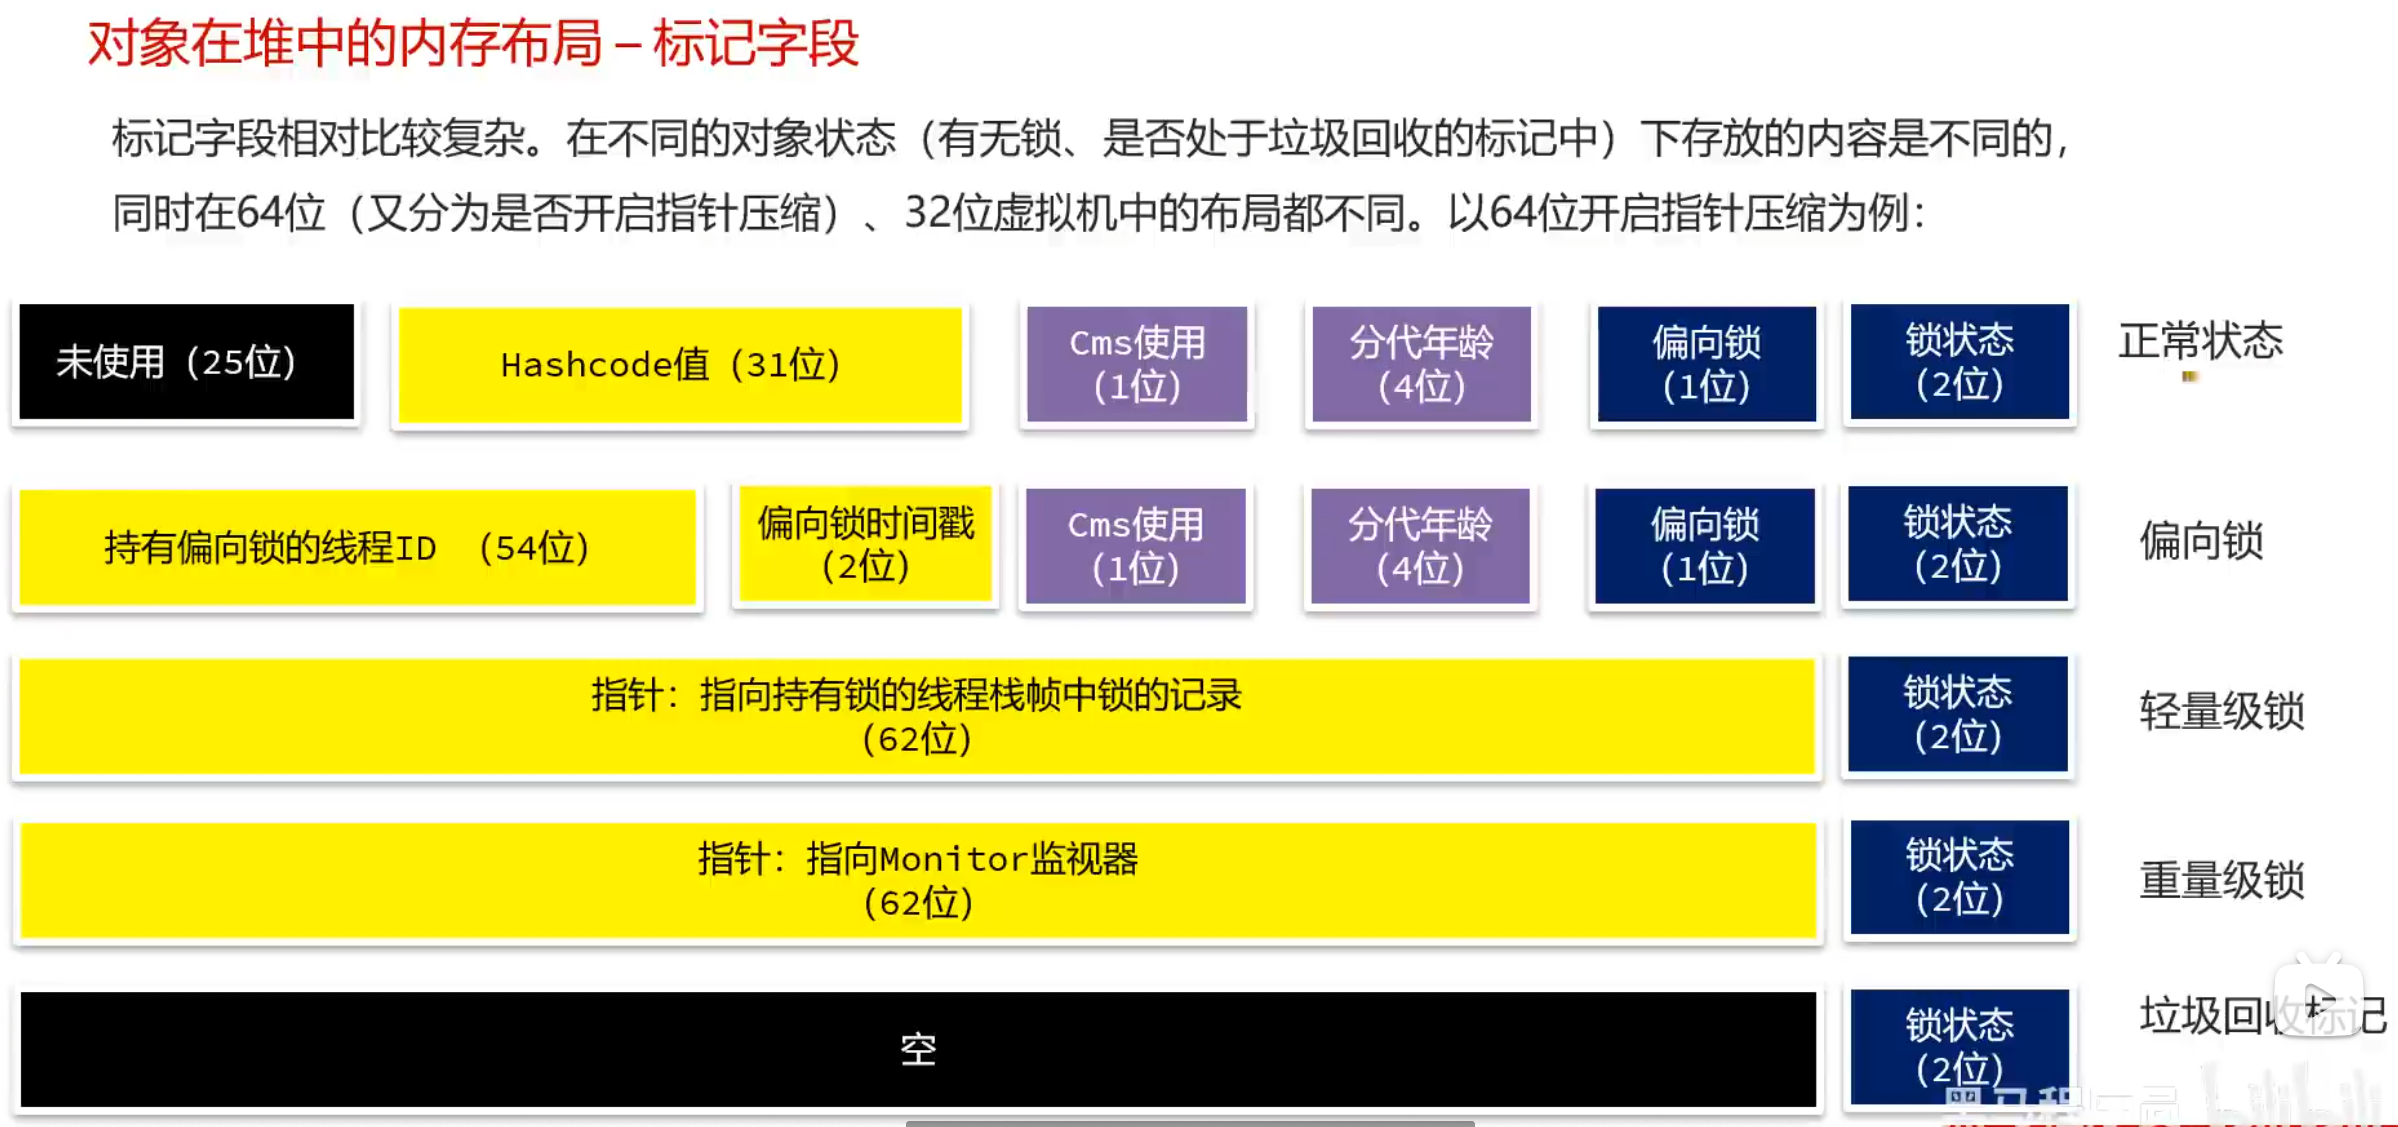 对象在堆中的内存布局 – 标记字段
标记字段相对比较复杂。在不同的对象状态（有无锁、是否处于垃圾回收的标记中）下存放的内容是不同的，
同时在64位（又分为是否开启指针压缩）、32位虚拟机中的布局都不同。以64位开启指针压缩为例：
未使用（25位）
Hashcode值（31位）
Cms使用
（1位）
分代年龄
（4位）
偏向锁
（1位）
锁状态
（2位）
正常状态
持有偏向锁的线程ID （54位）
偏向锁时间戳
（2位）
Cms使用
（1位）
分代年龄
（4位）
偏向锁
（1位）
锁状态
（2位）
偏向锁
指针：指向持有锁的线程栈帧中锁的记录
（62位）
锁状态
（2位）
轻量级锁
指针：指向Monitor监视器
（62位）
锁状态
（2位）
重量级锁
空
锁状态
（2位）
垃圾回收标记
黑马程序员 bilibili